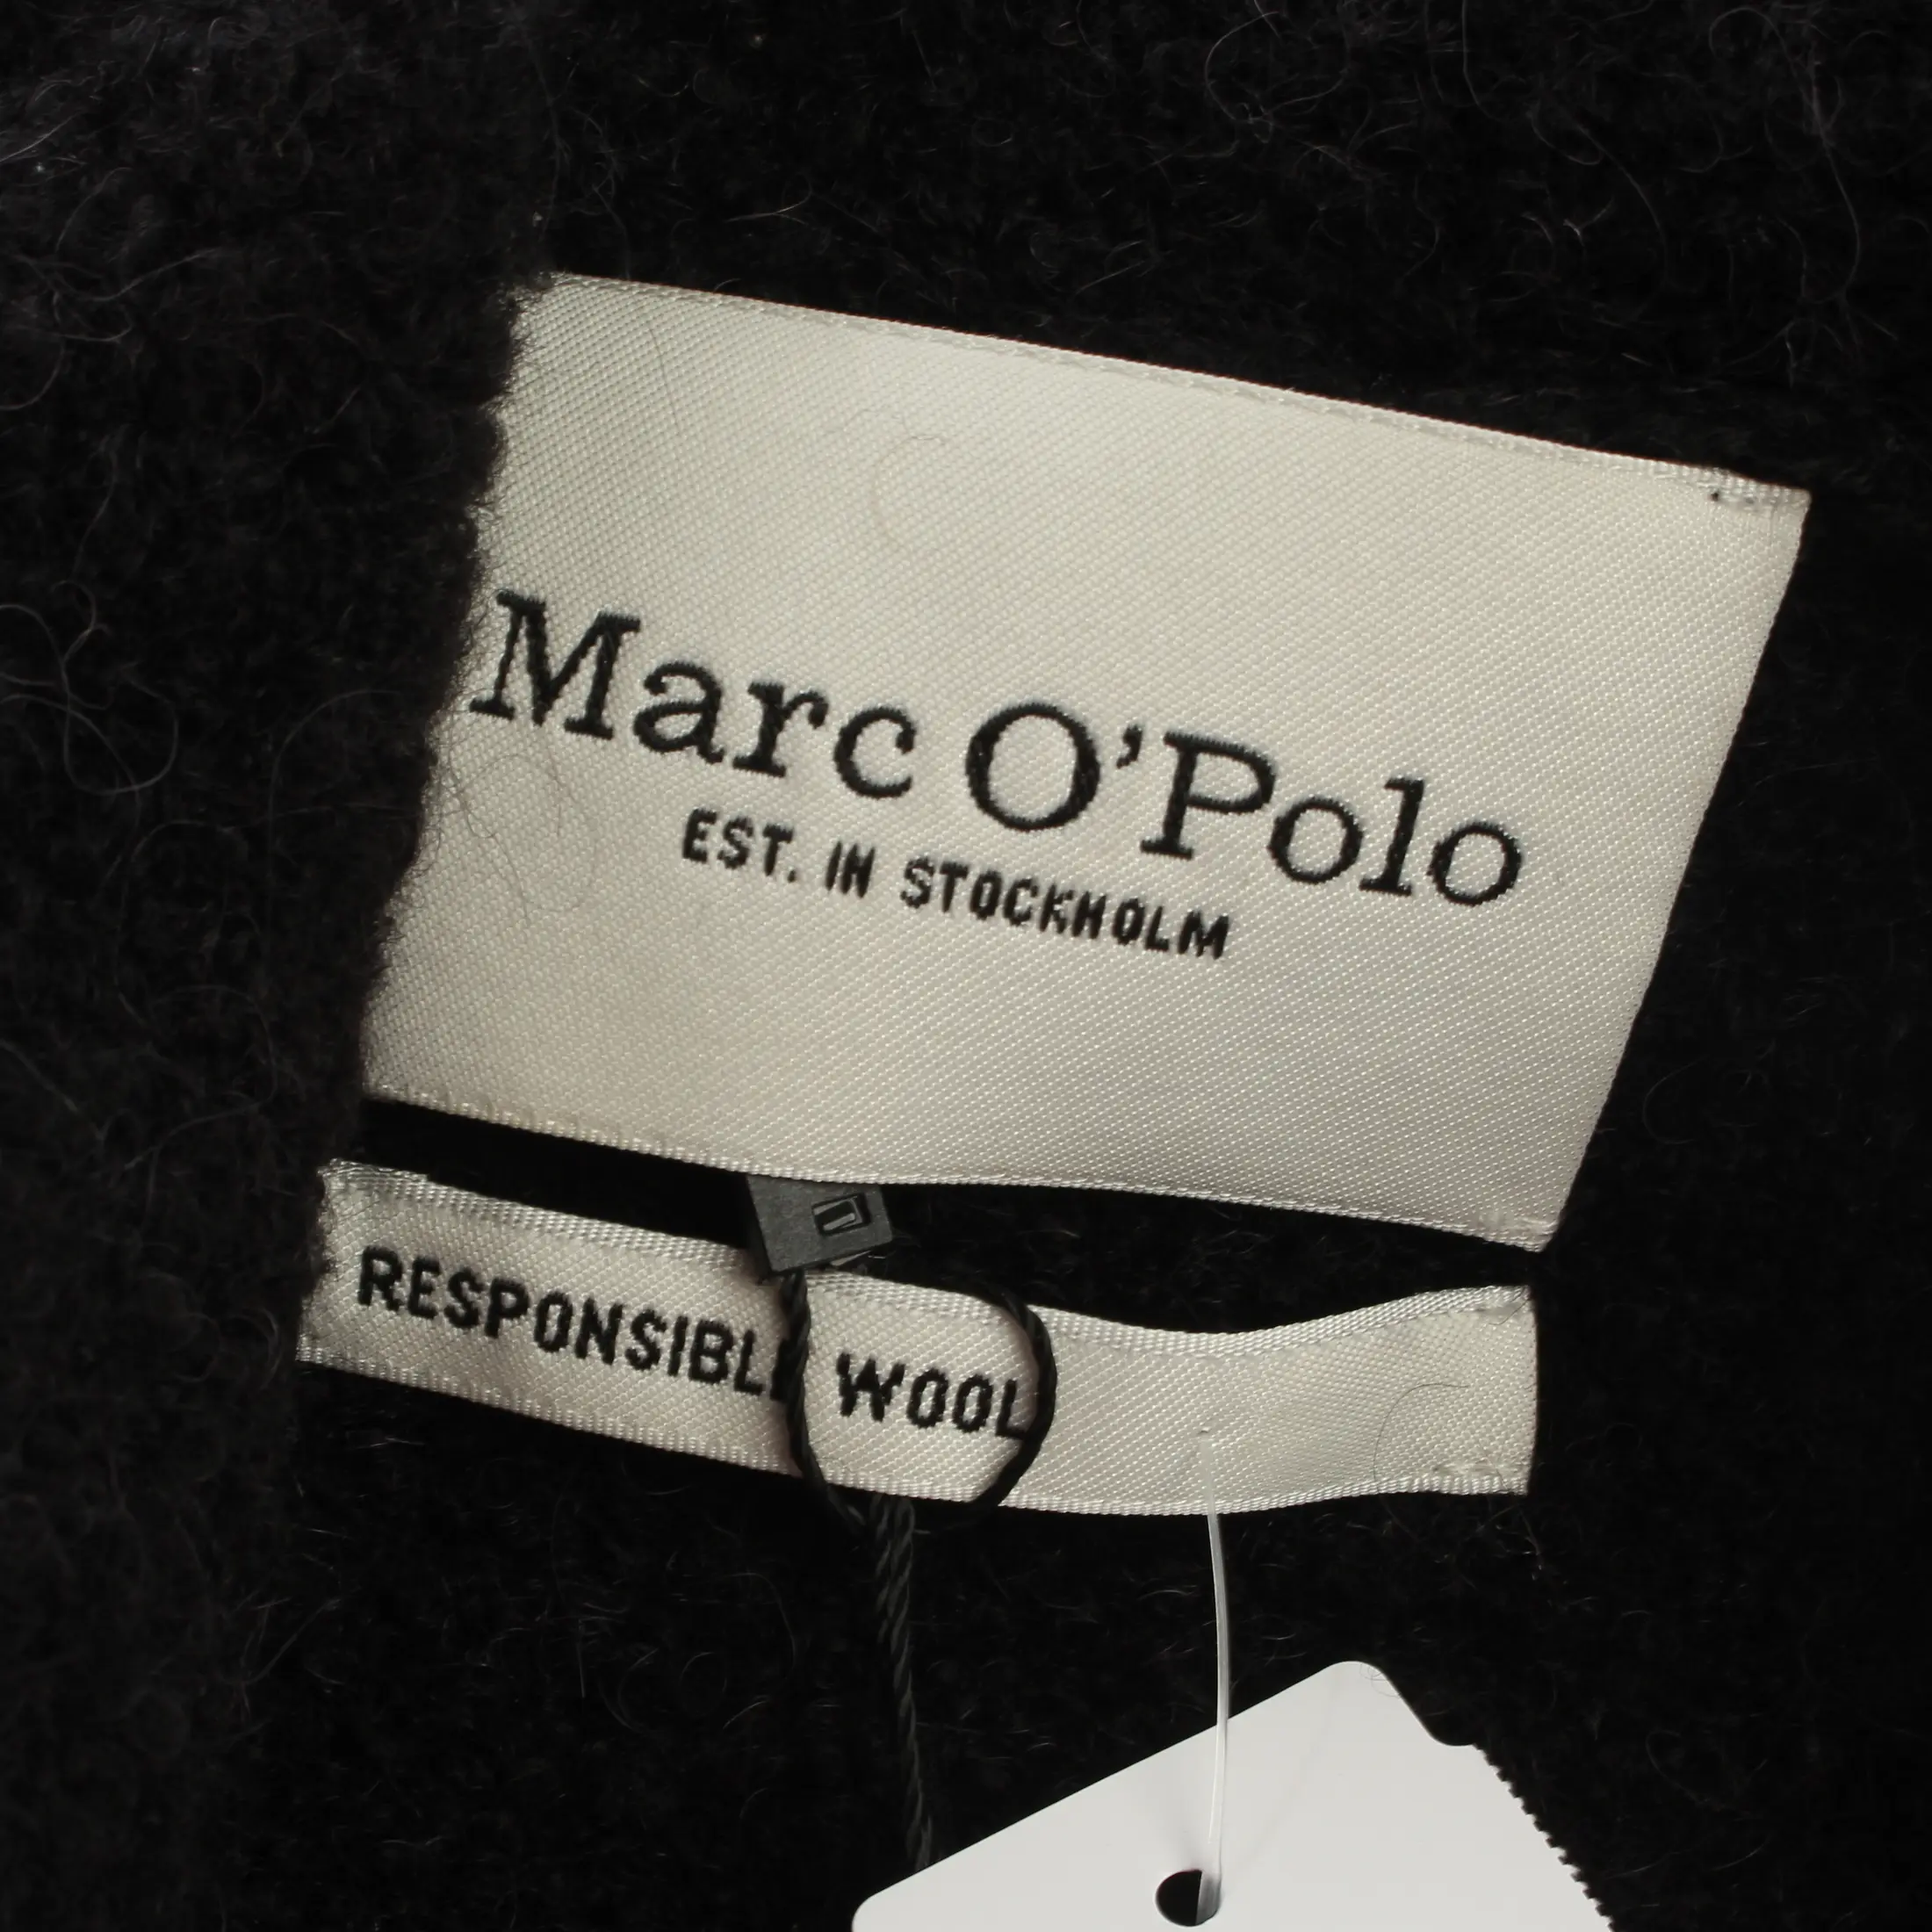 Marc O'Polo
EST. IN STOCKHOLM
RESPONSIBLE WOOL